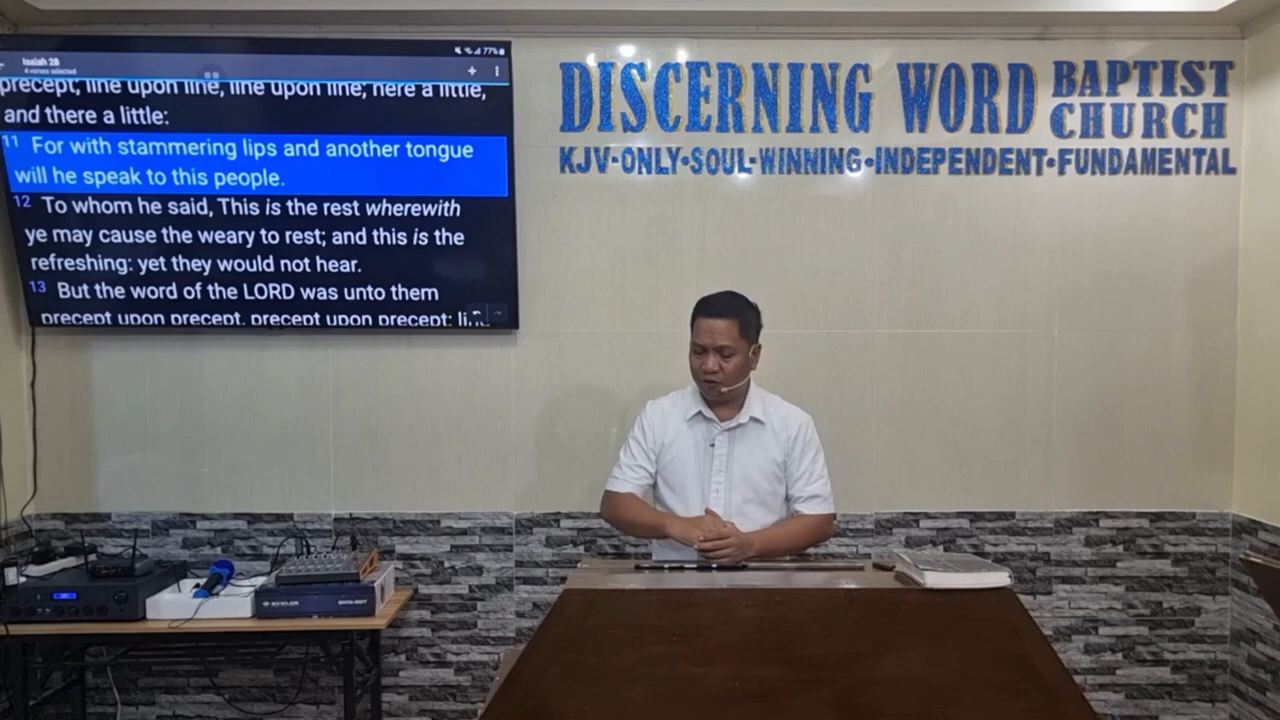 77%
Isaiah 28
4 verses selected
precept, line upon line, line upon line; here a little,
and there a little:
11 For with stammering lips and another tongue
will he speak to this people.
12 To whom he said, This is the rest wherewith
ye may cause the weary to rest; and this is the
refreshing: yet they would not hear.
13 But the word of the LORD was unto them
precept upon precept, precept upon precept;
DISCERNING WORD BAPTIST
CHURCH
KJV-ONLY•SOUL-WINNING•INDEPENDENT•FUNDAMENTAL